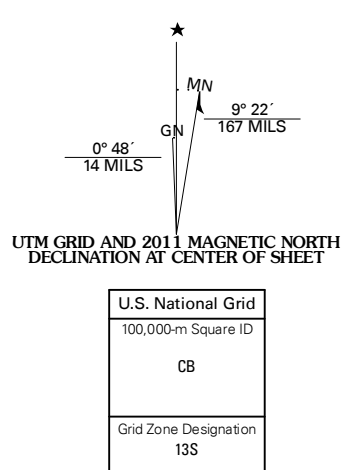 ★
MN
9° 22´
167 MILS
GN
0° 48´
14 MILS
UTM GRID AND 2011 MAGNETIC NORTH
DECLINATION AT CENTER OF SHEET
U.S. National Grid
100,000-m Square ID
CB
Grid Zone Designation
13S